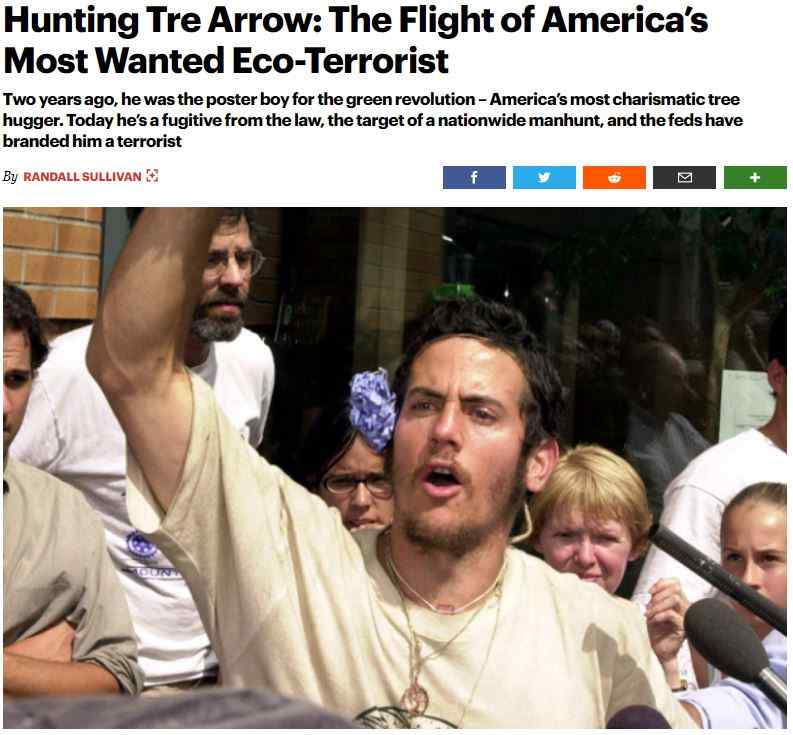 Hunting Tre Arrow: The Flight of America's
Most Wanted Eco-Terrorist
Two years ago, he was the poster boy for the green revolution – America's most charismatic tree
hugger. Today he's a fugitive from the law, the target of a nationwide manhunt, and the feds have
branded him a terrorist
By RANDALL SULLIVAN